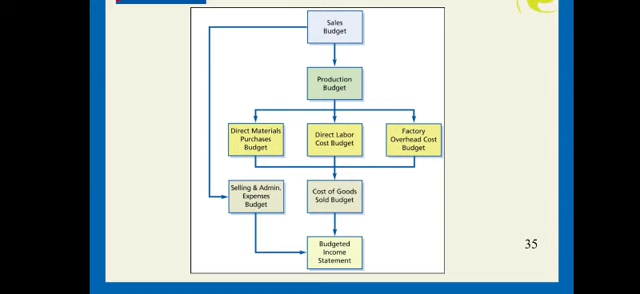 Sales
Budget
Production
Budget
Direct Materials
Purchases
Budget
Direct Labor
Cost Budget
Factory
Overhead Cost
Budget
Selling & Admin.
Expenses
Budget
Cost of Goods
Sold Budget
Budgeted
Income
Statement
35